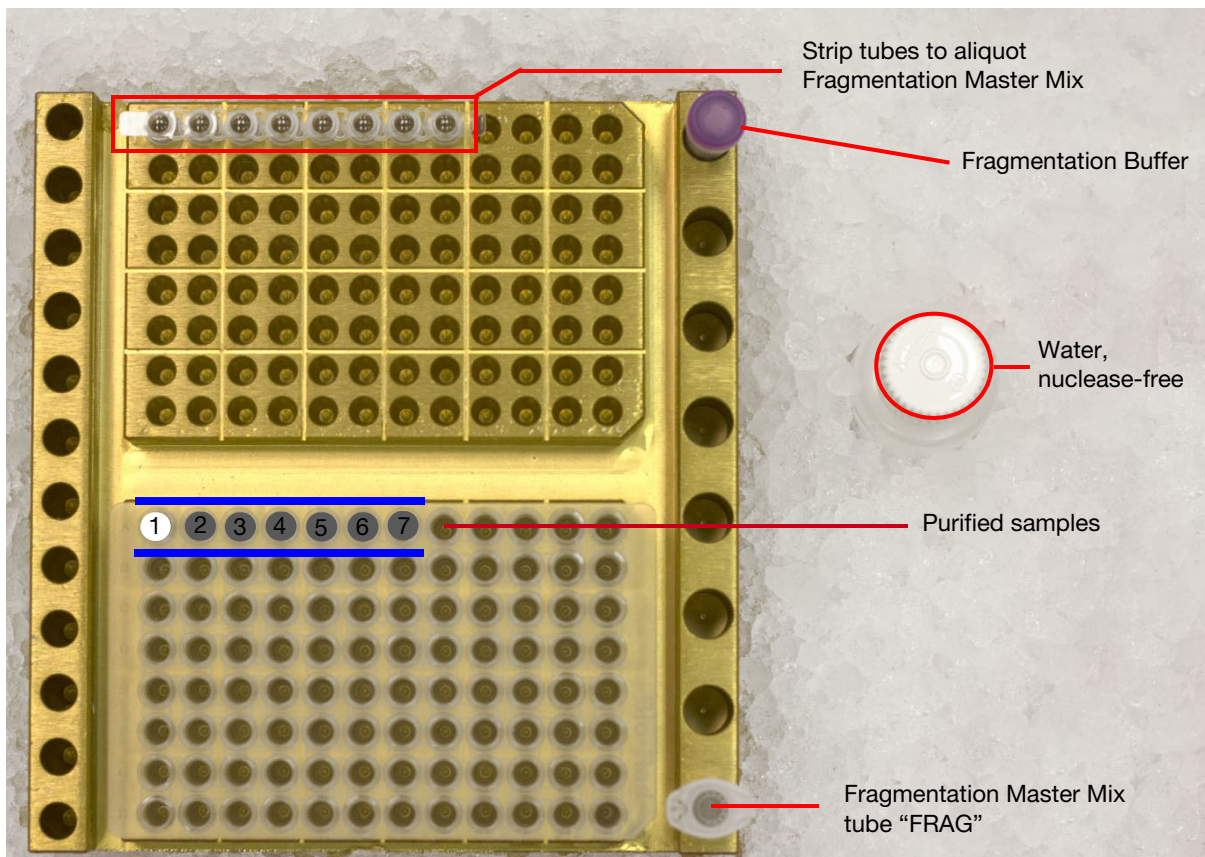 Strip tubes to aliquot
Fragmentation Master Mix
Fragmentation Buffer
Water,
nuclease-free
1 2 3 4 5 6 7
Purified samples
Fragmentation Master Mix
tube “FRAG”